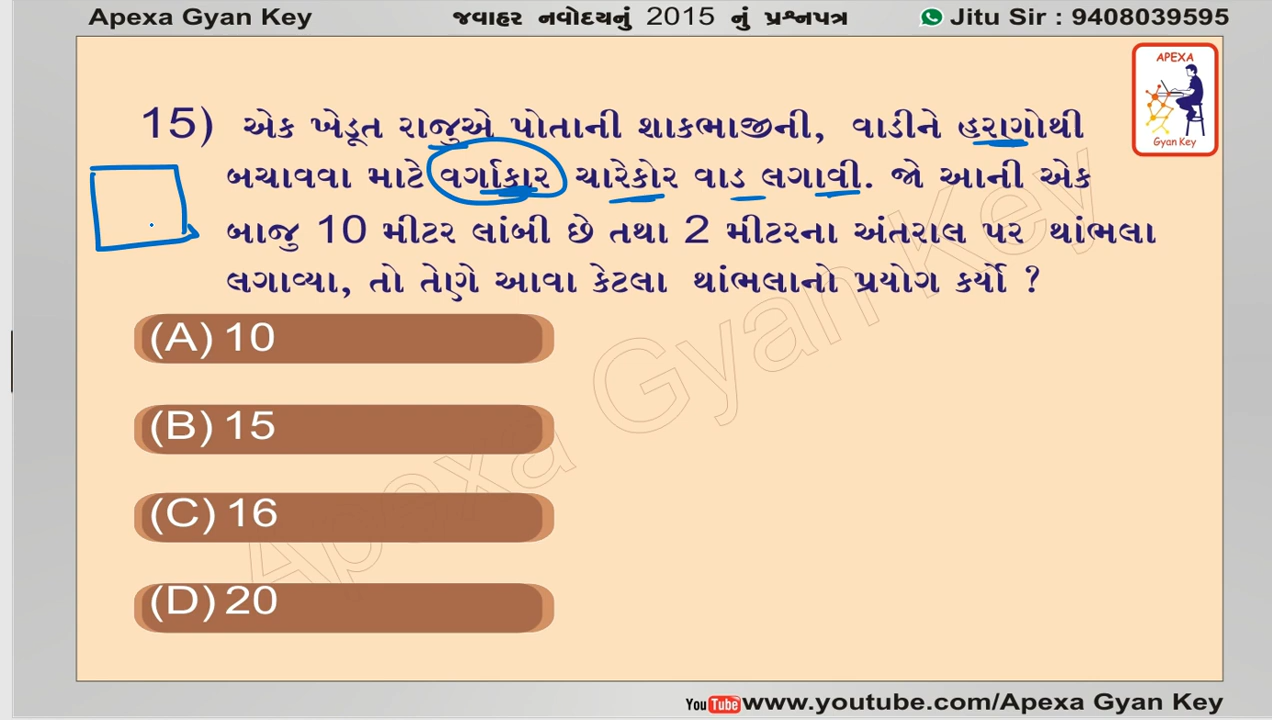 Apexa Gyan Key જવાહર નવોદયનું 2015 નું પ્રશ્નપત્ર Jitu Sir : 9408039595
APEXA
Gyan Key
15) એક ખેડૂત રાજુએ પોતાની શાકભાજીની, વાડીને હરાગોથી
બચાવવા માટે વર્ગાકાર ચારેકોર વાડ લગાવી. જો આની એક
બાજુ 10 મીટર લાંબી છે તથા 2 મીટરના અંતરાલ પર થાંભલા
લગાવ્યા, તો તેણે આવા કેટલા થાંભલાનો પ્રયોગ કર્યો ?
(A) 10
(B) 15
(C) 16
(D) 20
Apexa Gyan Key
YouTube www.youtube.com/Apexa Gyan Key